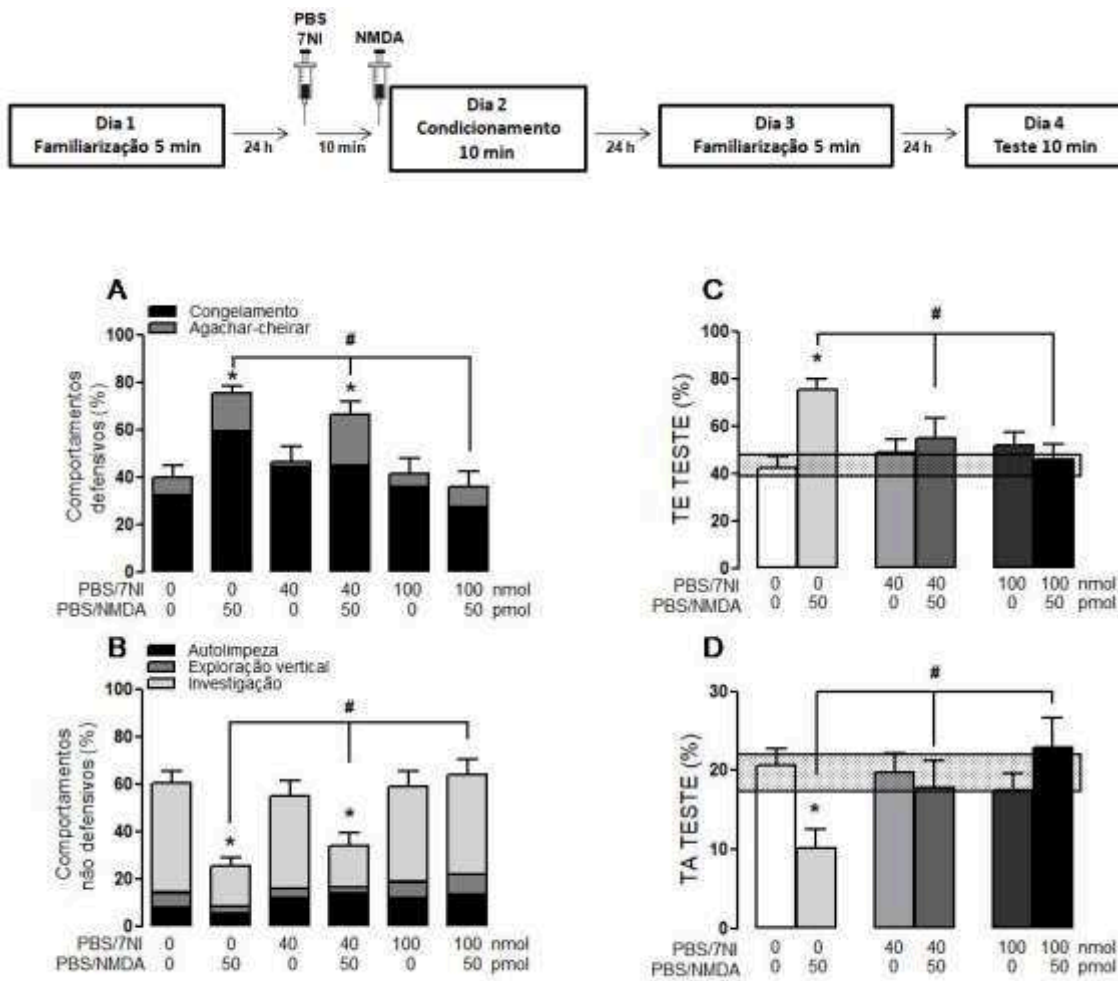 PBS
7NI
NMDA
Dia 1
Familiarização 5 min
24 h
10 min
Dia 2
Condicionamento
10 min
24h
Dia 3
Familiarização 5 min
24 h
Dia 4
Teste 10 min
A
Congelamento
Agachar-cheirar
Comportamentos
defensivos (%)
100
80
60
40
20
0
#
*
*
PBS/7NI 0 0 40 40 100 100 nmol
PBS/NMDA 0 50 0 50 0 50 pmol
C
TE TESTE (%)
100
80
60
40
20
0
#
*
PBS/7NI 0 0 40 40 100 100 nmol
PBS/NMDA 0 50 0 50 0 50 pmol
B
Autolimpeza
Exploração vertical
Investigação
Comportamentos
não defensivos (%)
100
80
60
40
20
0
#
*
*
PBS/7NI 0 0 40 40 100 100 nmol
PBS/NMDA 0 50 0 50 0 50 pmol
D
TA TESTE (%)
30
20
10
0
#
*
PBS/7NI 0 0 40 40 100 100 nmol
PBS/NMDA 0 50 0 50 0 50 pmol